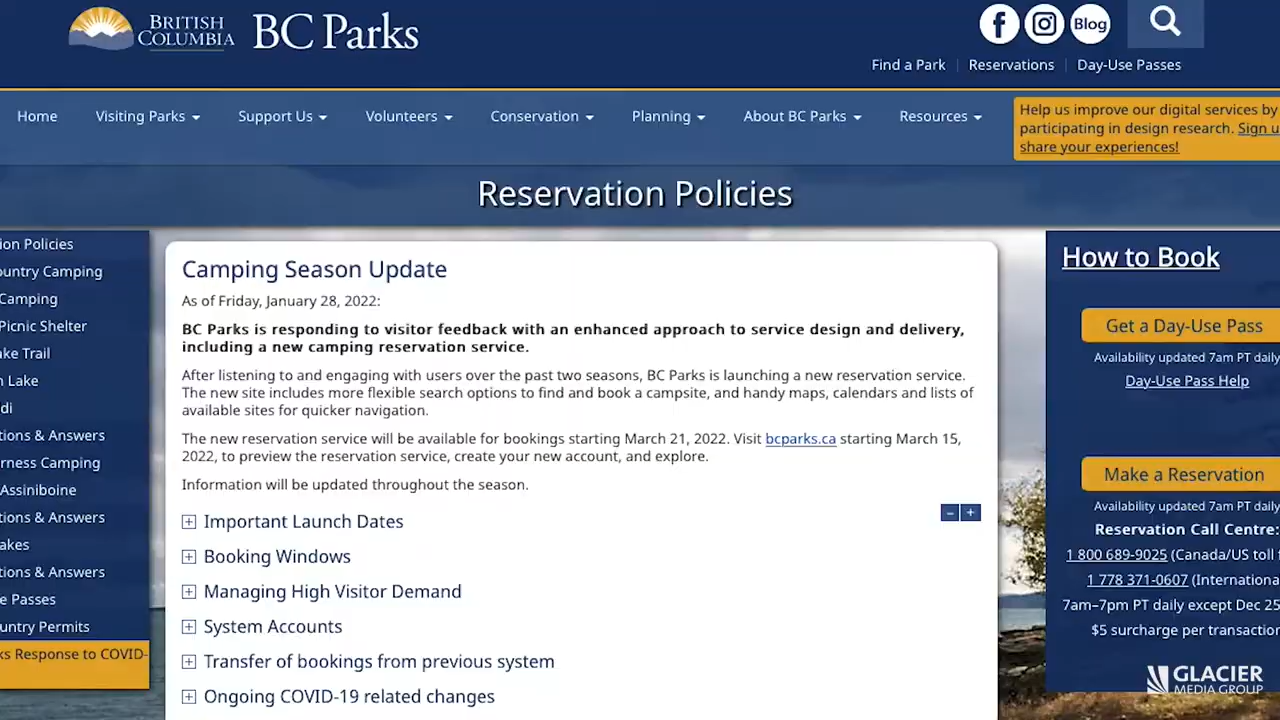 BRITISH
COLUMBIA
BC Parks
f
Blog
Find a Park
Reservations
Day-Use Passes
Home
Visiting Parks
Support Us
Volunteers
Conservation
Planning
About BC Parks
Resources
Help us improve our digital services by
participating in design research. Sign u
share your experiences!
Reservation Policies
ion Policies
ountry Camping
Camping
Picnic Shelter
ake Trail
n Lake
di
tions & Answers
rness Camping
Assiniboine
tions & Answers
akes
tions & Answers
e Passes
untry Permits
ks Response to COVID-
Camping Season Update
As of Friday, January 28, 2022:
BC Parks is responding to visitor feedback with an enhanced approach to service design and delivery,
including a new camping reservation service.
After listening to and engaging with users over the past two seasons, BC Parks is launching a new reservation service.
The new site includes more flexible search options to find and book a campsite, and handy maps, calendars and lists of
available sites for quicker navigation.
The new reservation service will be available for bookings starting March 21, 2022. Visit bcparks.ca starting March 15,
2022, to preview the reservation service, create your new account, and explore.
Information will be updated throughout the season.
Important Launch Dates
Booking Windows
Managing High Visitor Demand
System Accounts
Transfer of bookings from previous system
Ongoing COVID-19 related changes
How to Book
Get a Day-Use Pass
Availability updated 7am PT daily
Day-Use Pass Help
Make a Reservation
Availability updated 7am PT daily
Reservation Call Centre:
1 800 689-9025 (Canada/US toll f
1 778 371-0607 (Internationa
7am–7pm PT daily except Dec 25
$5 surcharge per transaction
GLACIER
MEDIA GROUP